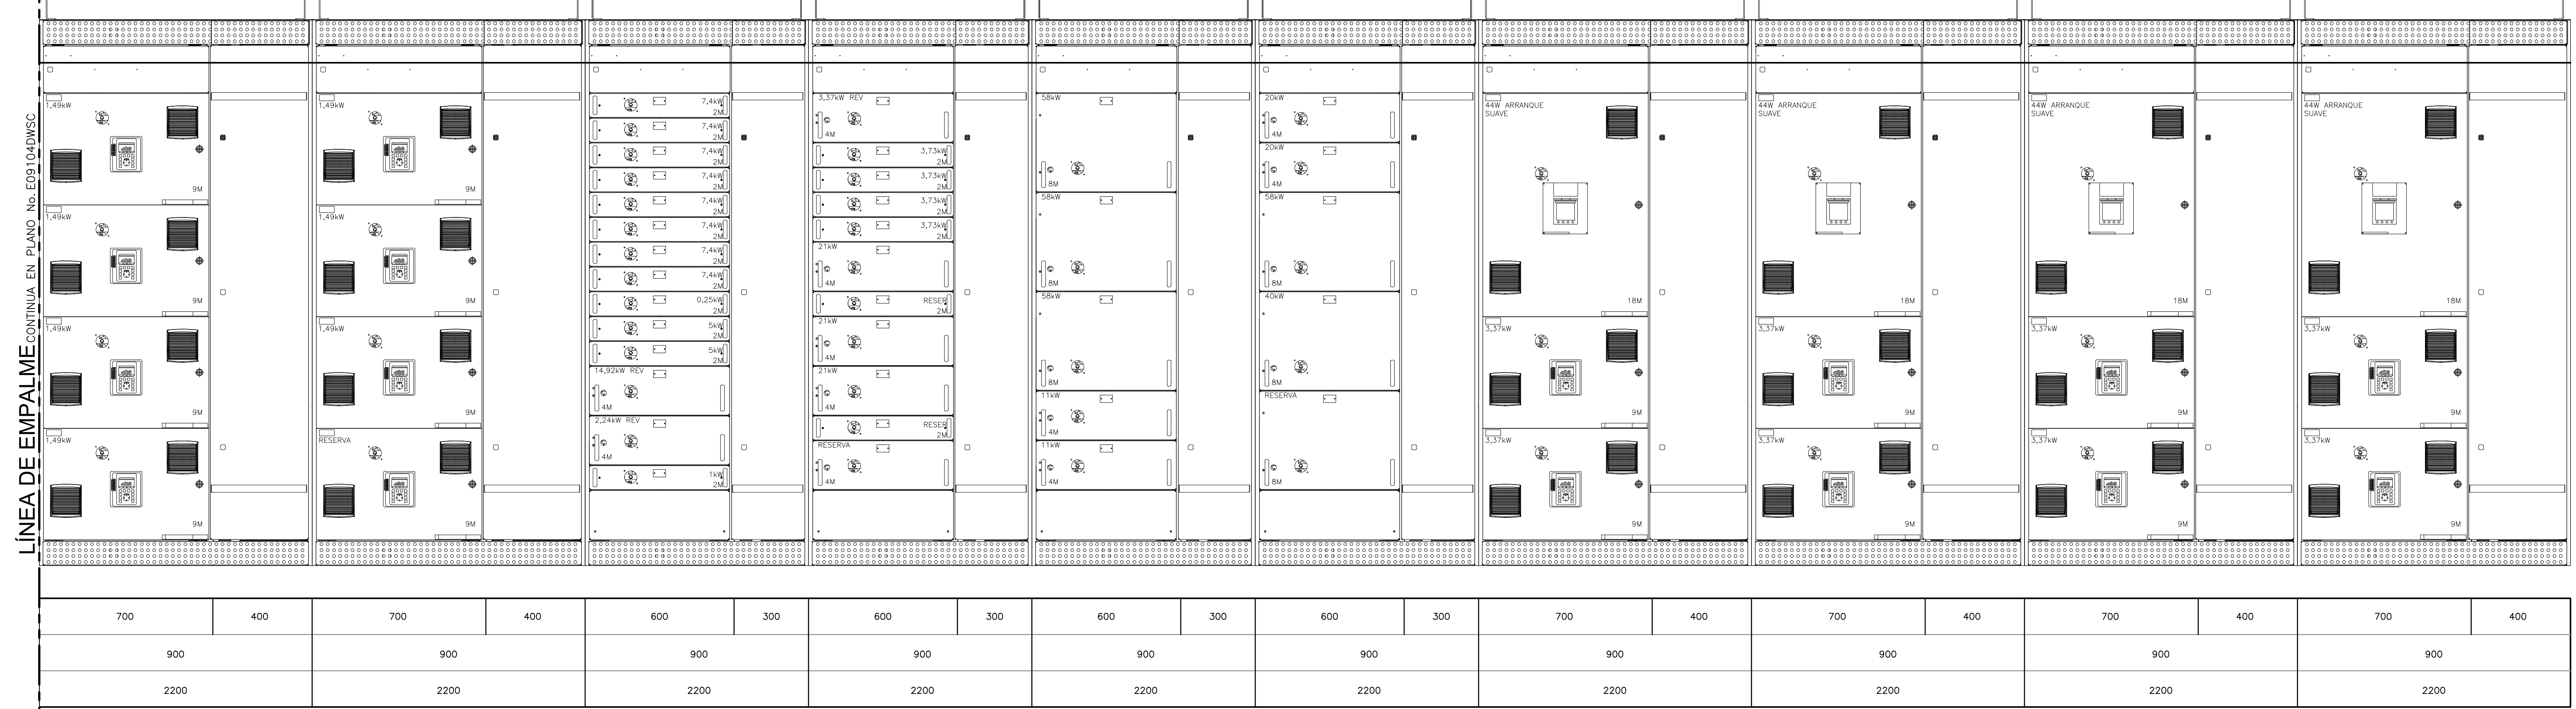 LÍNEA DE EMPALME
CONTINUA EN PLANO No. E09104DWSC
1,49kW
9M
1,49kW
9M
1,49kW
9M
1,49kW
9M
1,49kW
9M
1,49kW
9M
1,49kW
9M
RESERVA
9M
7,4kW
2M
7,4kW
2M
7,4kW
2M
7,4kW
2M
7,4kW
2M
7,4kW
2M
7,4kW
2M
7,4kW
2M
0,25kW
2M
5kW
2M
5kW
2M
14,92kW REV
4M
2,24kW REV
4M
1kW
2M
3,37kW REV
4M
3,73kW
2M
3,73kW
2M
3,73kW
2M
3,73kW
2M
21kW
4M
RESER
2M
21kW
4M
21kW
4M
RESER
2M
RESERVA
4M
58kW
8M
58kW
8M
58kW
8M
11kW
4M
11kW
4M
20kW
4M
20kW
4M
58kW
8M
40kW
8M
RESERVA
8M
44W ARRANQUE
SUAVE
18M
3,37kW
9M
3,37kW
9M
44W ARRANQUE
SUAVE
18M
3,37kW
9M
3,37kW
9M
44W ARRANQUE
SUAVE
18M
3,37kW
9M
3,37kW
9M
44W ARRANQUE
SUAVE
18M
3,37kW
9M
3,37kW
9M
700 400 700 400 600 300 600 300 600 300 600 300 700 400 700 400 700 400 700 400
900 900 900 900 900 900 900 900 900 900
2200 2200 2200 2200 2200 2200 2200 2200 2200 2200